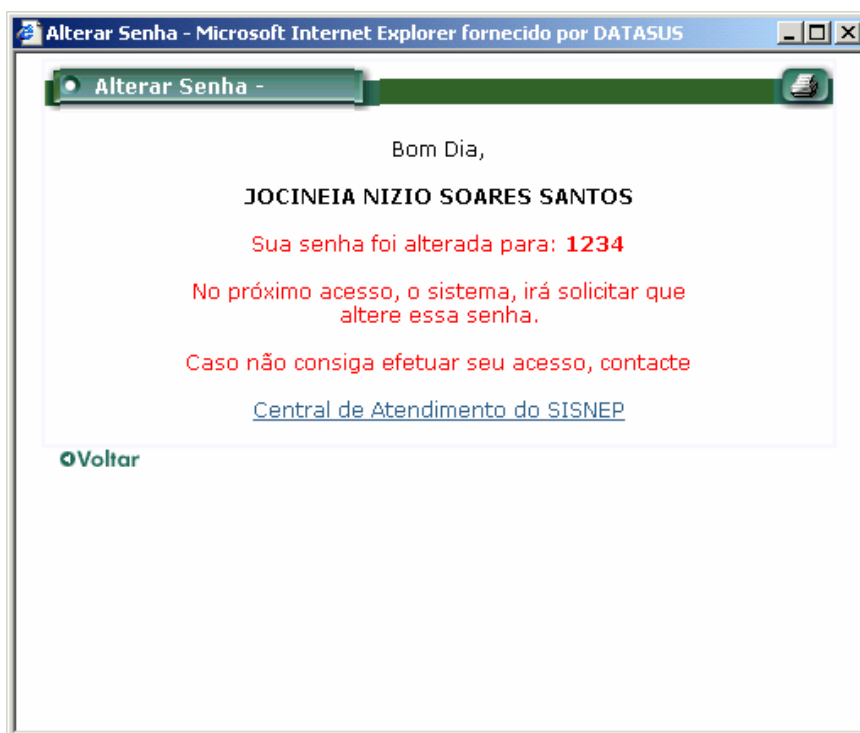 Alterar Senha - Microsoft Internet Explorer fornecido por DATASUS
Alterar Senha -
Bom Dia,
JOCINEIA NIZIO SOARES SANTOS
Sua senha foi alterada para: 1234
No próximo acesso, o sistema, irá solicitar que
altere essa senha.
Caso não consiga efetuar seu acesso, contacte
Central de Atendimento do SISNEP
Voltar